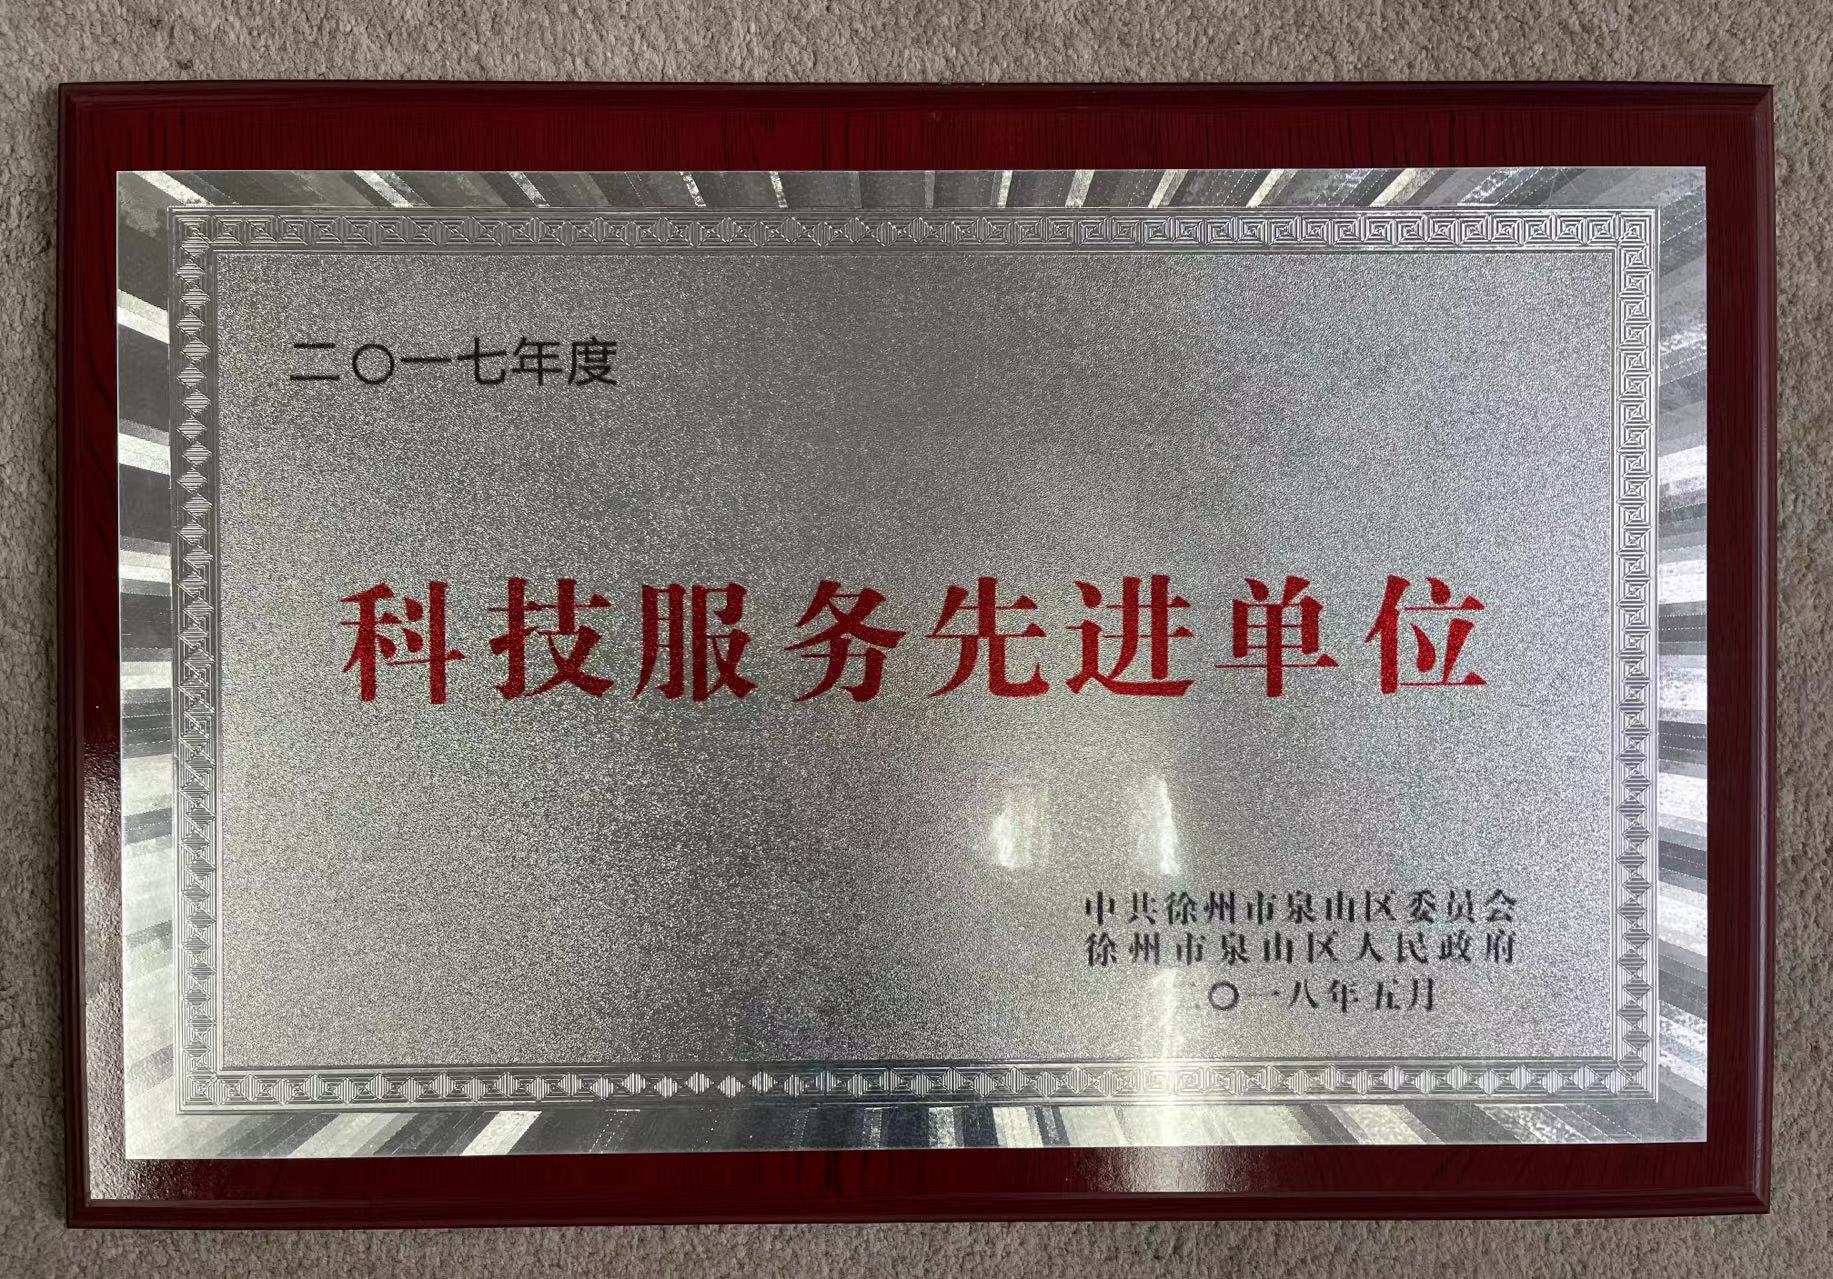 二〇一七年度
科技服务先进单位
中共徐州市泉山区委员会
徐州市泉山区人民政府
二〇一八年五月